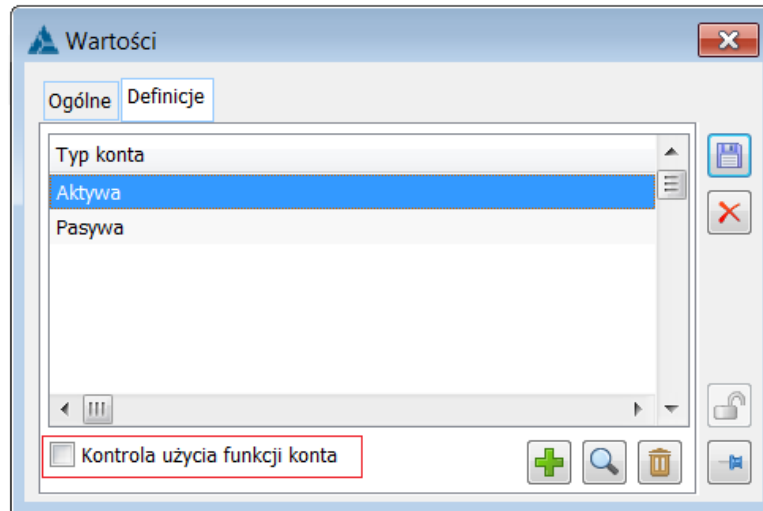 Wartości
Ogólne Definicje
Typ konta
Aktywa
Pasywa
Kontrola użycia funkcji konta